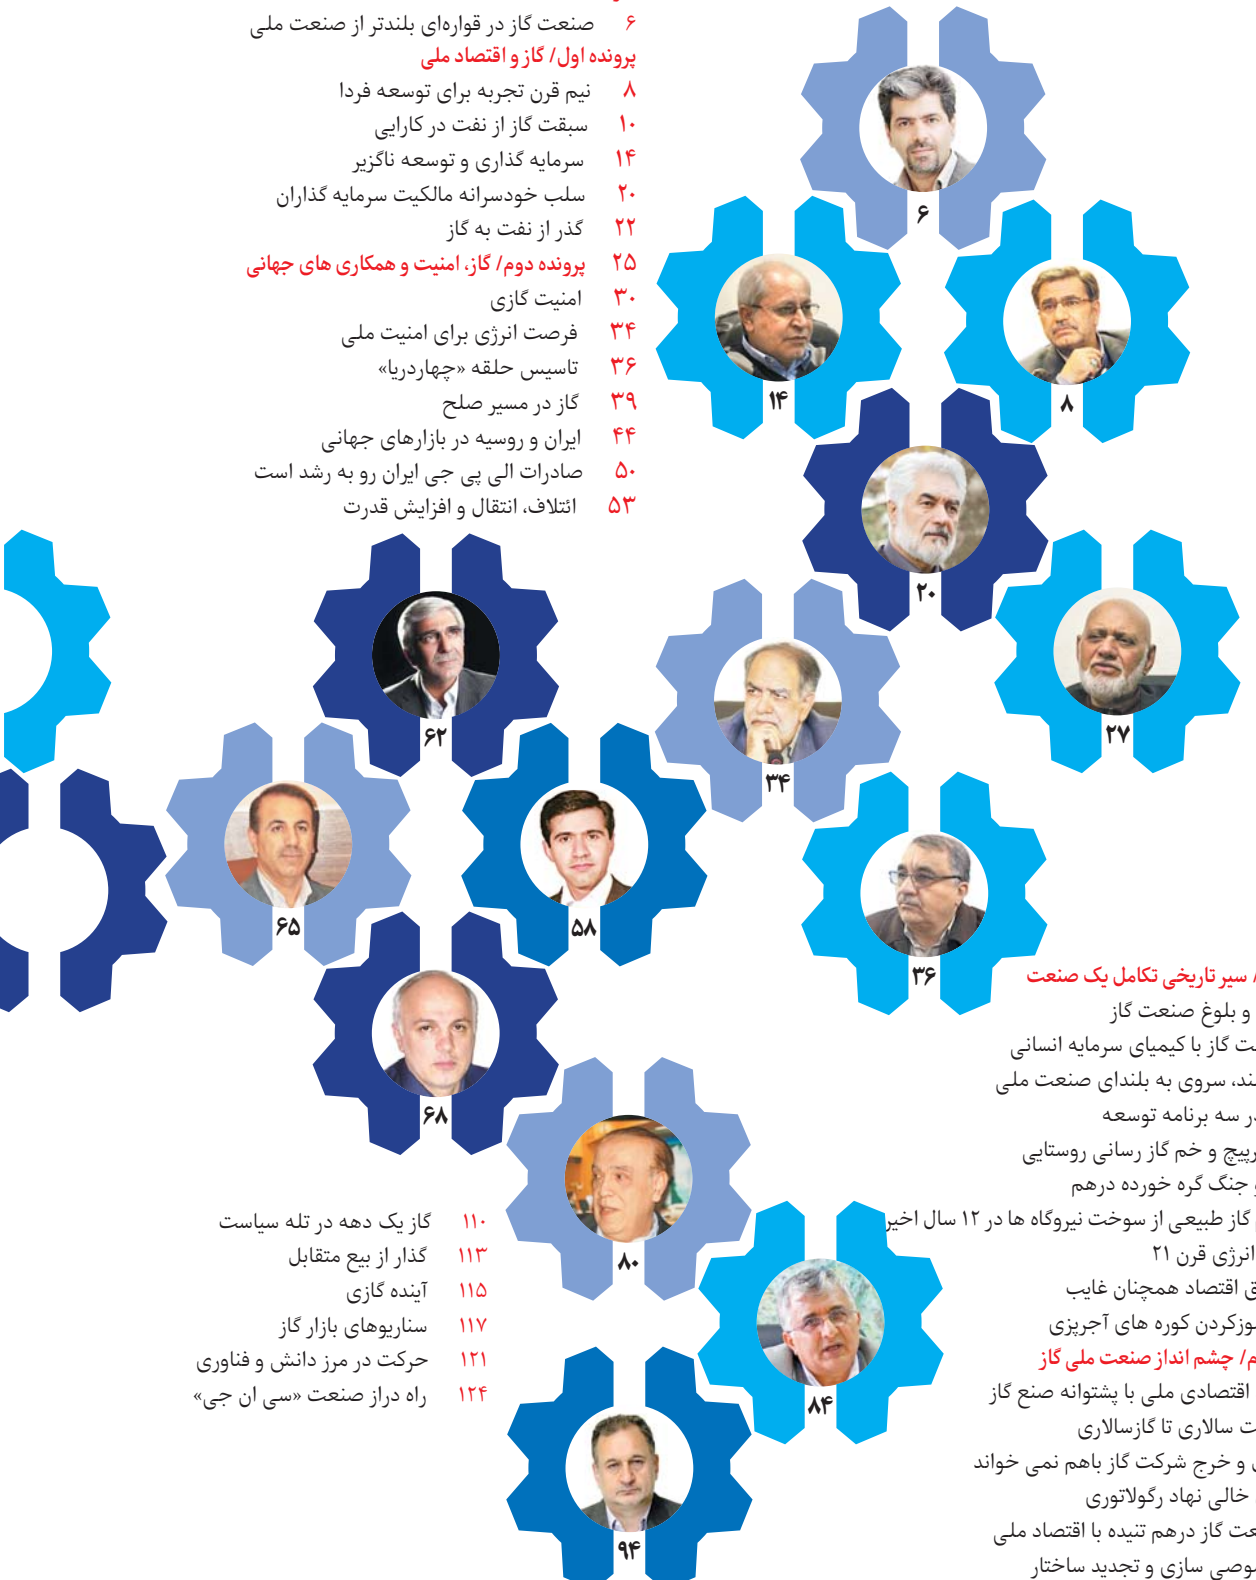 ۶ صنعت گاز در قواره‌ای بلندتر از صنعت ملی
پرونده اول/ گاز و اقتصاد ملی
۸ نیم قرن تجربه برای توسعه فردا
۱۰ سبقت گاز از نفت در کارایی
۱۴ سرمایه گذاری و توسعه ناگزیر
۲۰ سلب خودسرانه مالکیت سرمایه گذاران
۲۲ گذر از نفت به گاز
۲۵ پرونده دوم/ گاز، امنیت و همکاری های جهانی
۳۰ امنیت گازی
۳۴ فرصت انرژی برای امنیت ملی
۳۶ تاسیس حلقه «چهاردریا»
۳۹ گاز در مسیر صلح
۴۴ ایران و روسیه در بازارهای جهانی
۵۰ صادرات الی پی جی ایران رو به رشد است
۵۳ ائتلاف، انتقال و افزایش قدرت
۶
۸
۱۴
۲۰
۲۷
۳۴
۳۶
۶۲
۵۸
۶۵
۶۸
۸۰
۸۴
۹۴
/ سیر تاریخی تکامل یک صنعت
و بلوغ صنعت گاز
گاز با کیمیای سرمایه انسانی
سروی به بلندای صنعت ملی
سه برنامه توسعه
و خم گاز رسانی روستایی
جنگ گره خورده درهم
گاز طبیعی از سوخت نیروگاه ها در ۱۲ سال اخیر
انرژی قرن ۲۱
اقتصاد همچنان غایب
کوره های آجرپزی
/ چشم انداز صنعت ملی گاز
اقتصادی ملی با پشتوانه صنع گاز
سالاری تا گازسالاری
و خرج شرکت گاز باهم نمی خواند
خالی نهاد رگولاتوری
گاز درهم تنیده با اقتصاد ملی
سازی و تجدید ساختار
۱۱۰ گاز یک دهه در تله سیاست
۱۱۳ گذار از بیع متقابل
۱۱۵ آینده گازی
۱۱۷ سناریوهای بازار گاز
۱۲۱ حرکت در مرز دانش و فناوری
۱۲۴ راه دراز صنعت «سی ان جی»